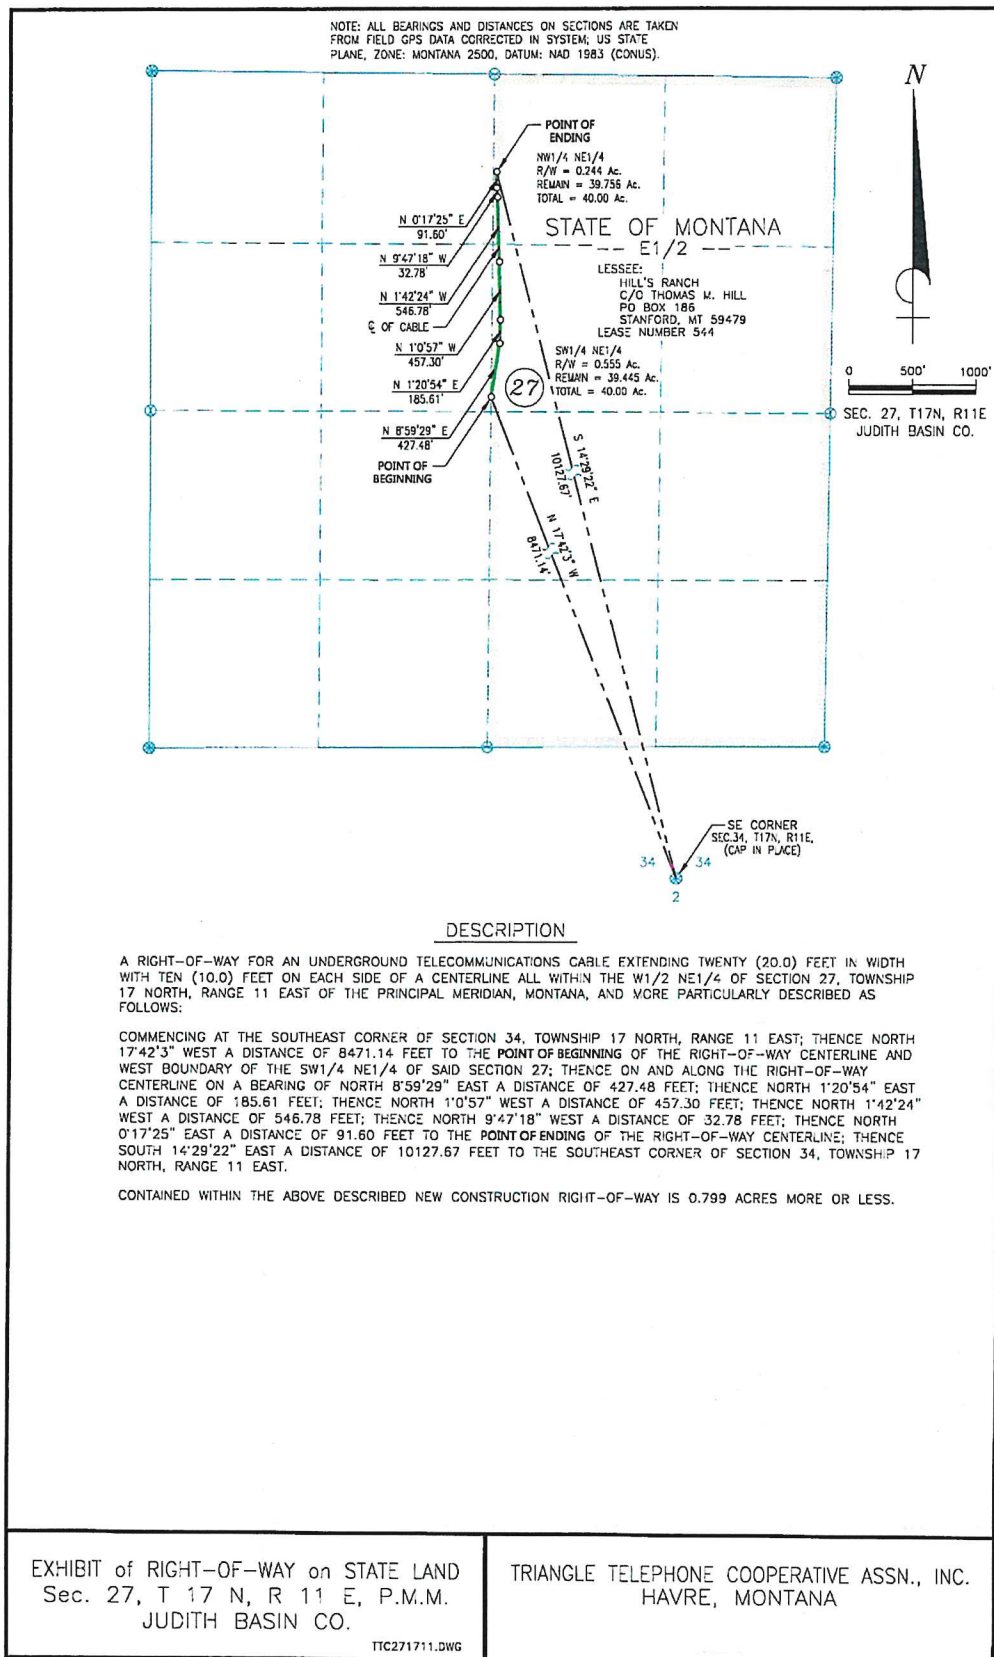 NOTE: ALL BEARINGS AND DISTANCES ON SECTIONS ARE TAKEN
FROM FIELD GPS DATA CORRECTED IN SYSTEM; US STATE
PLANE, ZONE: MONTANA 2500, DATUM: NAD 1983 (CONUS).
N
POINT OF
ENDING
NW1/4 NE1/4
R/W = 0.244 Ac.
REMAIN = 39.756 Ac.
TOTAL = 40.00 Ac.
STATE OF MONTANA
E1/2
LESSEE:
HILL'S RANCH
C/O THOMAS M. HILL
PO BOX 186
STANFORD, MT 59479
LEASE NUMBER 544
N 0°17'25" E
91.60'
N 9°47'18" W
32.78'
N 1°42'24" W
546.78'
℄ OF CABLE
N 1°0'57" W
457.30'
N 1°20'54" E
185.61'
N 8°59'29" E
427.48'
POINT OF
BEGINNING
SW1/4 NE1/4
R/W = 0.555 Ac.
REMAIN = 39.445 Ac.
TOTAL = 40.00 Ac.
27
0 500' 1000'
SEC. 27, T17N, R11E
JUDITH BASIN CO.
S 14°29'22" E
10127.67'
N 17°42'3" W
8471.14'
SE CORNER
SEC.34, T17N, R11E,
(CAP IN PLACE)
34 34
2
DESCRIPTION
A RIGHT-OF-WAY FOR AN UNDERGROUND TELECOMMUNICATIONS CABLE EXTENDING TWENTY (20.0) FEET IN WIDTH
WITH TEN (10.0) FEET ON EACH SIDE OF A CENTERLINE ALL WITHIN THE W1/2 NE1/4 OF SECTION 27, TOWNSHIP
17 NORTH, RANGE 11 EAST OF THE PRINCIPAL MERIDIAN, MONTANA, AND MORE PARTICULARLY DESCRIBED AS
FOLLOWS:
COMMENCING AT THE SOUTHEAST CORNER OF SECTION 34, TOWNSHIP 17 NORTH, RANGE 11 EAST; THENCE NORTH
17°42'3" WEST A DISTANCE OF 8471.14 FEET TO THE POINT OF BEGINNING OF THE RIGHT-OF-WAY CENTERLINE AND
WEST BOUNDARY OF THE SW1/4 NE1/4 OF SAID SECTION 27; THENCE ON AND ALONG THE RIGHT-OF-WAY
CENTERLINE ON A BEARING OF NORTH 8°59'29" EAST A DISTANCE OF 427.48 FEET; THENCE NORTH 1°20'54" EAST
A DISTANCE OF 185.61 FEET; THENCE NORTH 1°0'57" WEST A DISTANCE OF 457.30 FEET; THENCE NORTH 1°42'24"
WEST A DISTANCE OF 546.78 FEET; THENCE NORTH 9°47'18" WEST A DISTANCE OF 32.78 FEET; THENCE NORTH
0°17'25" EAST A DISTANCE OF 91.60 FEET TO THE POINT OF ENDING OF THE RIGHT-OF-WAY CENTERLINE; THENCE
SOUTH 14°29'22" EAST A DISTANCE OF 10127.67 FEET TO THE SOUTHEAST CORNER OF SECTION 34, TOWNSHIP 17
NORTH, RANGE 11 EAST.
CONTAINED WITHIN THE ABOVE DESCRIBED NEW CONSTRUCTION RIGHT-OF-WAY IS 0.799 ACRES MORE OR LESS.
EXHIBIT of RIGHT-OF-WAY on STATE LAND
Sec. 27, T 17 N, R 11 E, P.M.M.
JUDITH BASIN CO.
TTC271711.DWG
TRIANGLE TELEPHONE COOPERATIVE ASSN., INC.
HAVRE, MONTANA